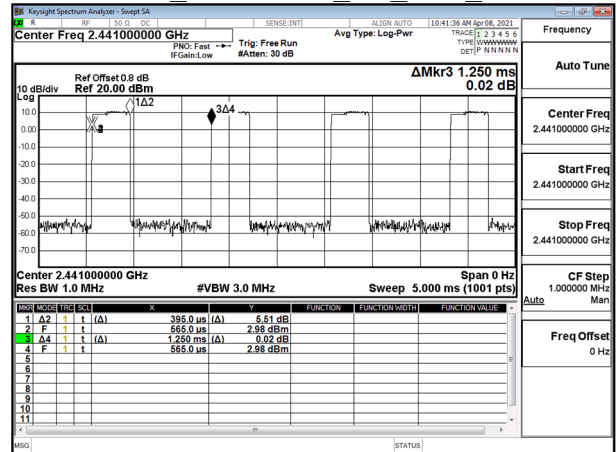 Keysight Spectrum Analyzer - Swept SA
R RF 50 Ω DC SENSE:INT ALIGN AUTO 10:41:36 AM Apr 08, 2021
Center Freq 2.441000000 GHz
PNO: Fast
IFGain:Low
Trig: Free Run
#Atten: 30 dB
Avg Type: Log-Pwr
TRACE 1 2 3 4 5 6
TYPE WWWWWW
DET P NNNNN
Frequency
Auto Tune
Center Freq
2.441000000 GHz
Start Freq
2.441000000 GHz
Stop Freq
2.441000000 GHz
CF Step
1.000000 MHz
Auto Man
Freq Offset
0 Hz
ΔMkr3 1.250 ms
0.02 dB
Ref Offset 0.8 dB
10 dB/div Ref 20.00 dBm
Log
10.0
0.00
-10.0
-20.0
-30.0
-40.0
-50.0
-60.0
-70.0
1Δ2
3Δ4
Center 2.441000000 GHz Span 0 Hz
Res BW 1.0 MHz #VBW 3.0 MHz Sweep 5.000 ms (1001 pts)
MKR MODE TRC SCL X Y FUNCTION FUNCTION WIDTH FUNCTION VALUE
1 Δ2 1 t (Δ) 395.0 µs (Δ) 5.51 dB
2 F 1 t 565.0 µs 2.98 dBm
3 Δ4 1 t (Δ) 1.250 ms (Δ) 0.02 dB
4 F 1 t 565.0 µs 2.98 dBm
5
6
7
8
9
10
11
MSG STATUS